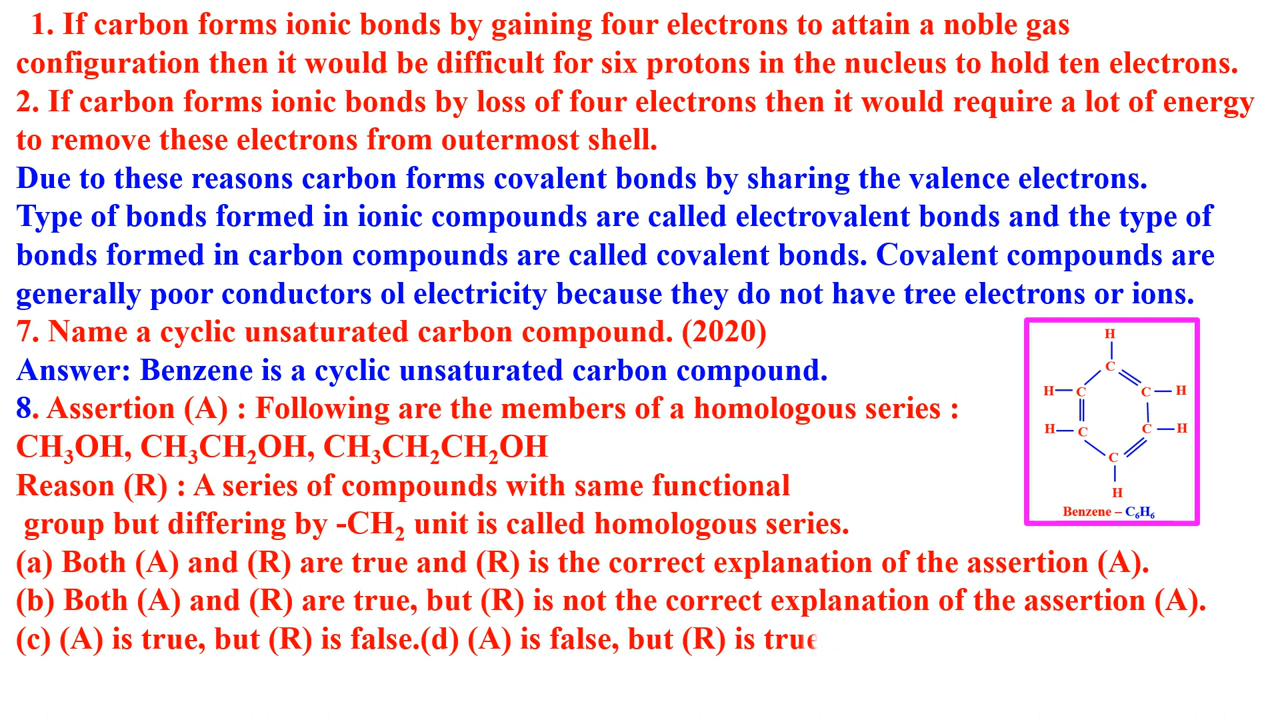 1. If carbon forms ionic bonds by gaining four electrons to attain a noble gas
configuration then it would be difficult for six protons in the nucleus to hold ten electrons.
2. If carbon forms ionic bonds by loss of four electrons then it would require a lot of energy
to remove these electrons from outermost shell.
Due to these reasons carbon forms covalent bonds by sharing the valence electrons.
Type of bonds formed in ionic compounds are called electrovalent bonds and the type of
bonds formed in carbon compounds are called covalent bonds. Covalent compounds are
generally poor conductors ol electricity because they do not have tree electrons or ions.
7. Name a cyclic unsaturated carbon compound. (2020)
Answer: Benzene is a cyclic unsaturated carbon compound.
8. Assertion (A) : Following are the members of a homologous series :
CH₃OH, CH₃CH₂OH, CH₃CH₂CH₂OH
Reason (R) : A series of compounds with same functional
group but differing by -CH₂ unit is called homologous series.
(a) Both (A) and (R) are true and (R) is the correct explanation of the assertion (A).
(b) Both (A) and (R) are true, but (R) is not the correct explanation of the assertion (A).
(c) (A) is true, but (R) is false.(d) (A) is false, but (R) is true
H
C
H C C H
H C C H
C
H
Benzene – C₆H₆